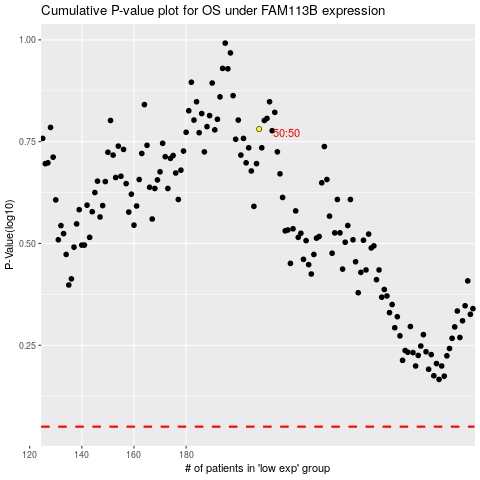 Cumulative P-value plot for OS under FAM113B expression
P-Value(log10)
1.00
0.75
0.50
0.25
50:50
120 140 160 180
# of patients in 'low exp' group